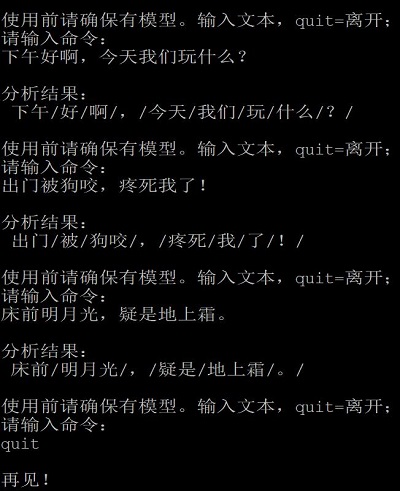 使用前请确保有模型。输入文本，quit=离开；
请输入命令：
下午好啊，今天我们玩什么？
分析结果：
下午/好/啊/，/今天/我们/玩/什么/？/
使用前请确保有模型。输入文本，quit=离开；
请输入命令：
出门被狗咬，疼死我了！
分析结果：
出门/被/狗咬/，/疼死/我/了/！/
使用前请确保有模型。输入文本，quit=离开；
请输入命令：
床前明月光，疑是地上霜。
分析结果：
床前/明月光/，/疑是/地上霜/。/
使用前请确保有模型。输入文本，quit=离开；
请输入命令：
quit
再见！